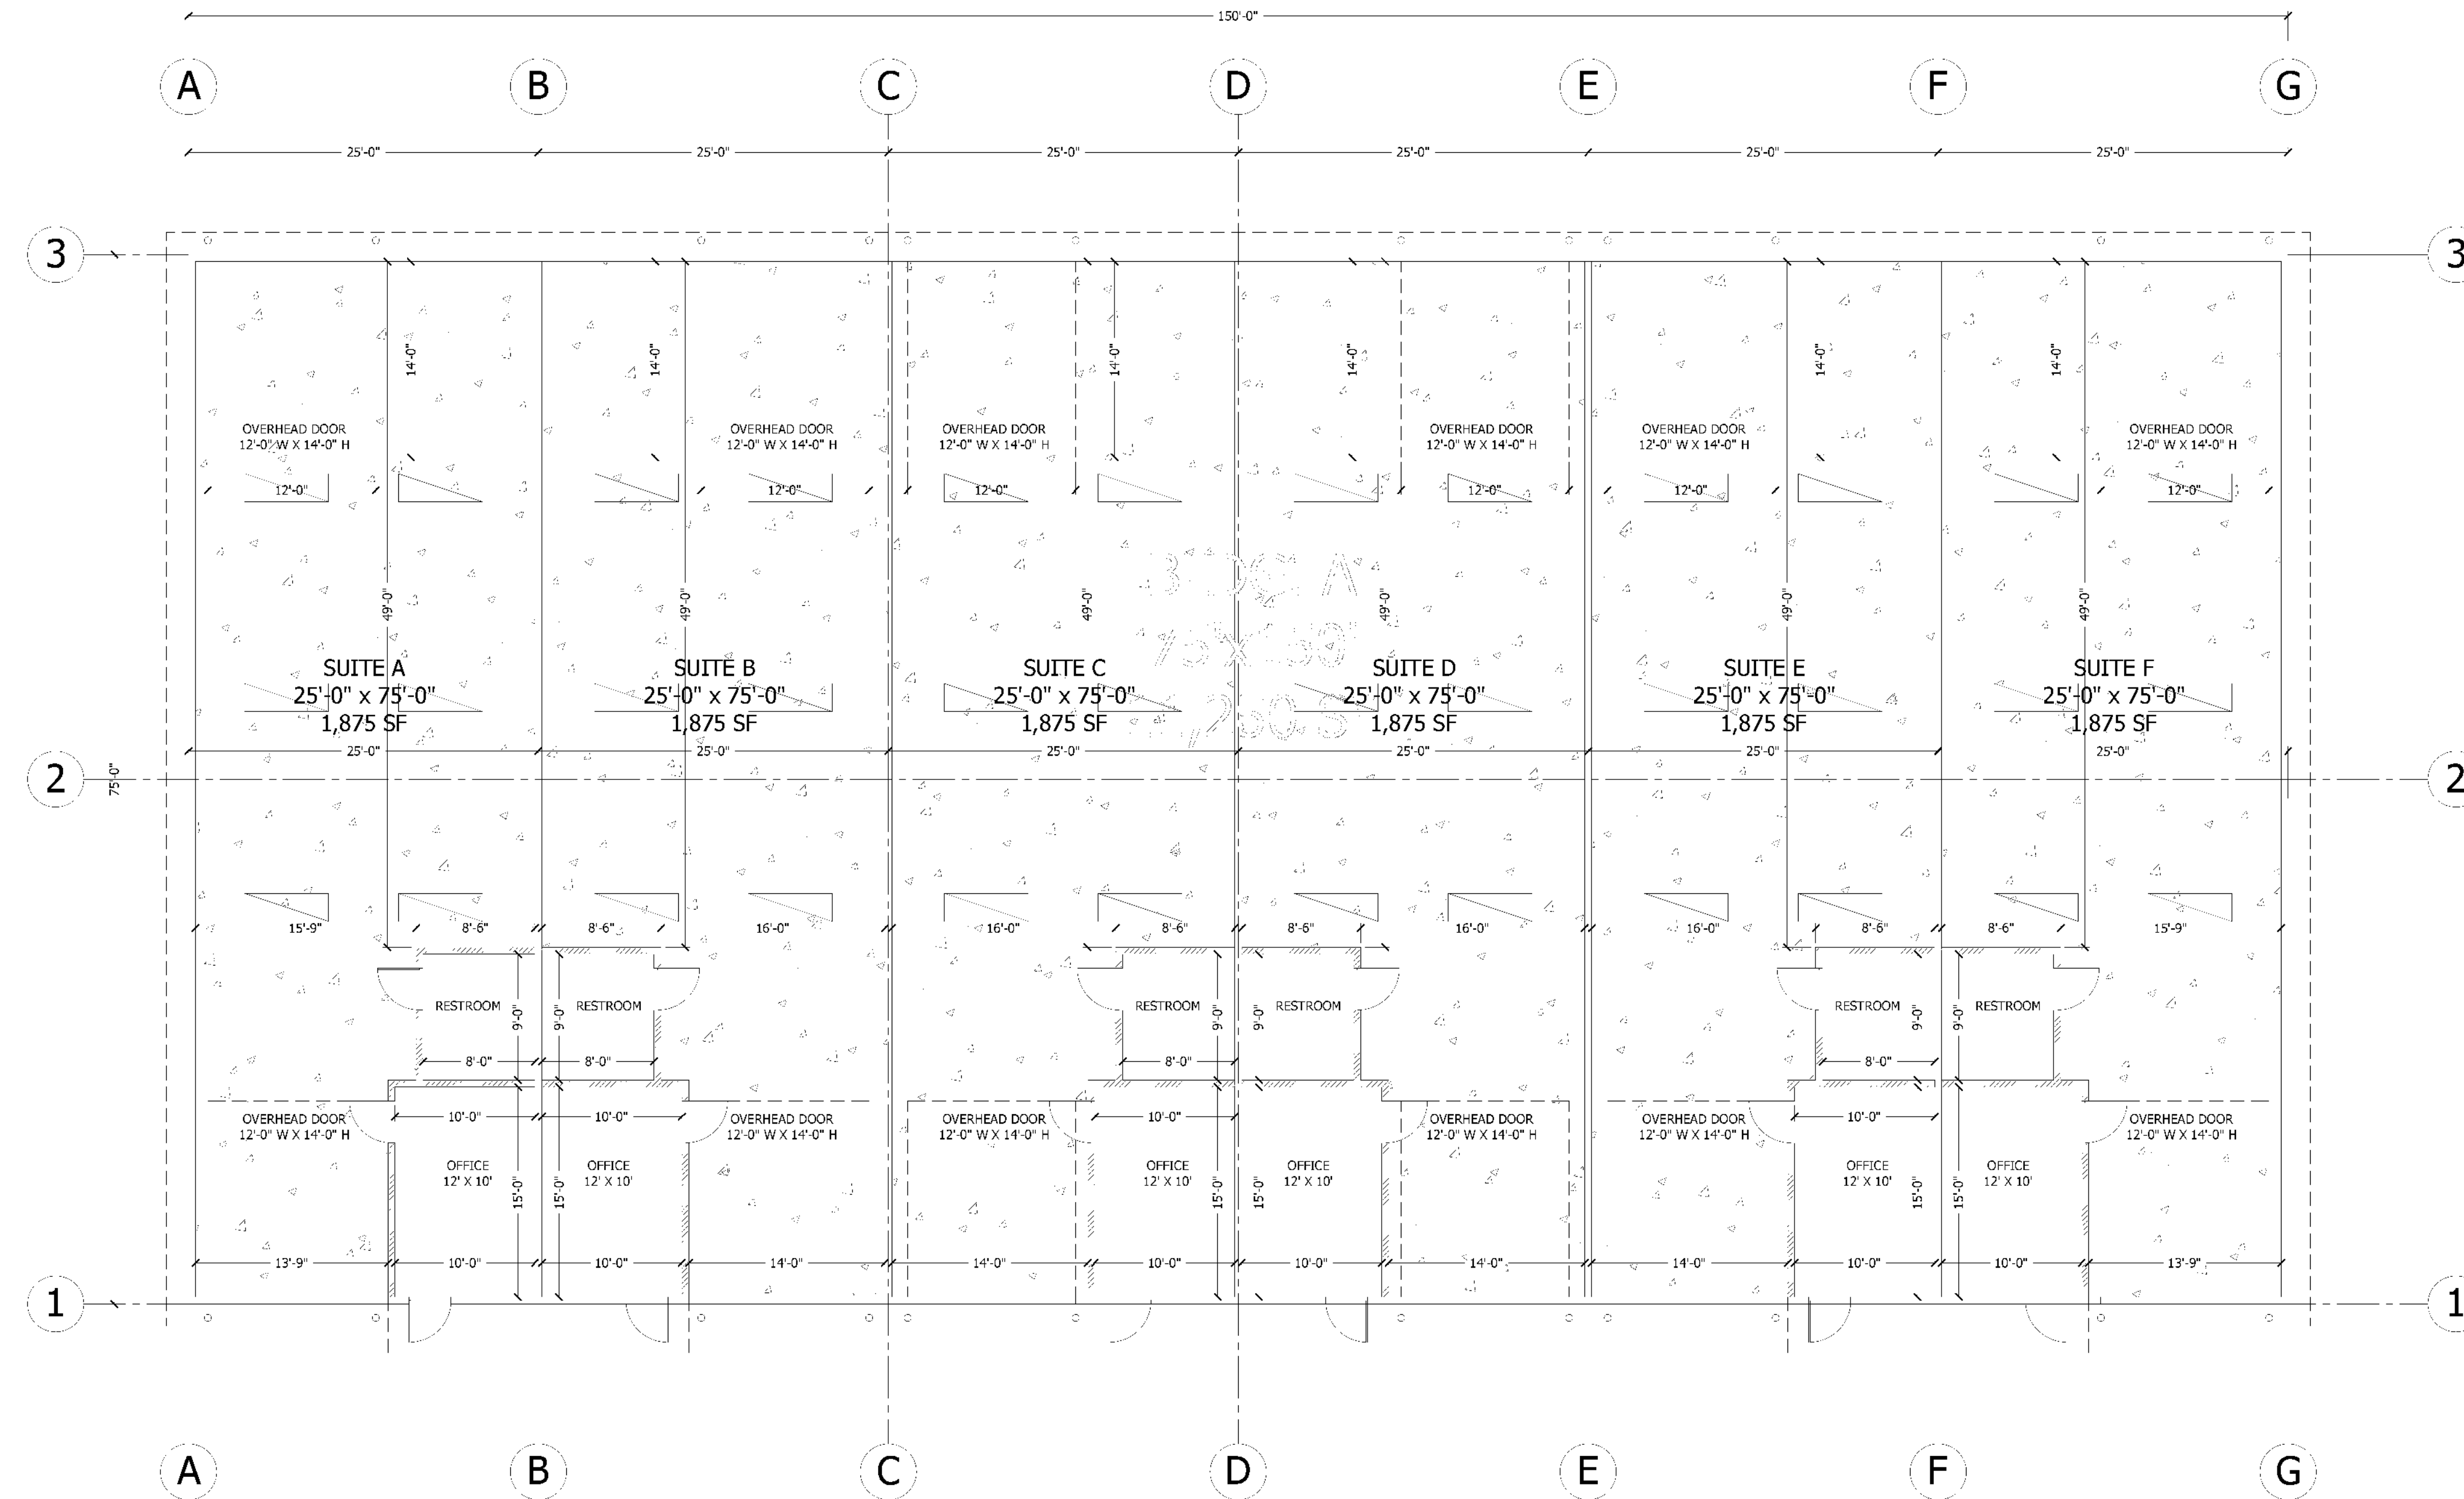 150'-0"
A B C D E F G
25'-0" 25'-0" 25'-0" 25'-0" 25'-0" 25'-0"
3 3
14'-0" 14'-0" 14'-0" 14'-0" 14'-0" 14'-0"
OVERHEAD DOOR OVERHEAD DOOR OVERHEAD DOOR OVERHEAD DOOR OVERHEAD DOOR OVERHEAD DOOR
12'-0" W X 14'-0" H 12'-0" W X 14'-0" H 12'-0" W X 14'-0" H 12'-0" W X 14'-0" H 12'-0" W X 14'-0" H 12'-0" W X 14'-0" H
12'-0" 12'-0" 12'-0" 12'-0" 12'-0" 12'-0"
49'-0" 49'-0" 49'-0" 49'-0" 49'-0" 49'-0"
SUITE A SUITE B SUITE C SUITE D SUITE E SUITE F
25'-0" x 75'-0" 25'-0" x 75'-0" 25'-0" x 75'-0" 25'-0" x 75'-0" 25'-0" x 75'-0" 25'-0" x 75'-0"
1,875 SF 1,875 SF 1,875 SF 1,875 SF 1,875 SF 1,875 SF
25'-0" 25'-0" 25'-0" 25'-0" 25'-0" 25'-0"
2 75'-0" 2
15'-9" 8'-6" 8'-6" 16'-0" 16'-0" 8'-6" 8'-6" 16'-0" 16'-0" 8'-6" 8'-6" 15'-9"
RESTROOM RESTROOM RESTROOM RESTROOM RESTROOM RESTROOM
9'-0" 9'-0" 9'-0" 9'-0" 9'-0" 9'-0"
8'-0" 8'-0" 8'-0" 8'-0"
10'-0" 10'-0" 10'-0" 10'-0"
OVERHEAD DOOR OVERHEAD DOOR OVERHEAD DOOR OVERHEAD DOOR OVERHEAD DOOR OVERHEAD DOOR
12'-0" W X 14'-0" H 12'-0" W X 14'-0" H 12'-0" W X 14'-0" H 12'-0" W X 14'-0" H 12'-0" W X 14'-0" H 12'-0" W X 14'-0" H
OFFICE OFFICE OFFICE OFFICE OFFICE OFFICE
12' X 10' 12' X 10' 12' X 10' 12' X 10' 12' X 10' 12' X 10'
15'-0" 15'-0" 15'-0" 15'-0" 15'-0" 15'-0"
13'-9" 10'-0" 10'-0" 14'-0" 14'-0" 10'-0" 10'-0" 14'-0" 14'-0" 10'-0" 10'-0" 13'-9"
1 1
A B C D E F G